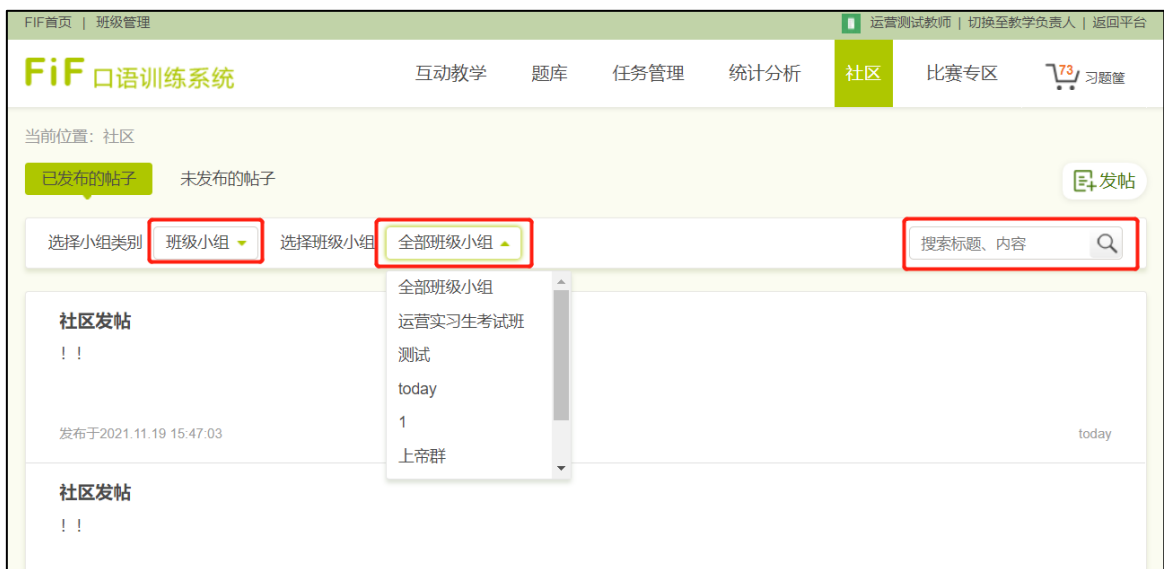 FIF首页 | 班级管理 运营测试教师 | 切换至教学负责人 | 返回平台
FiF 口语训练系统 互动教学 题库 任务管理 统计分析 社区 比赛专区 73 习题筐
当前位置：社区
已发布的帖子 未发布的帖子 发帖
选择小组类别 班级小组 选择班级小组 全部班级小组 搜索标题、内容
全部班级小组
社区发帖 运营实习生考试班
！！ 测试
today
1
发布于2021.11.19 15:47:03 today
上帝群
社区发帖
！！